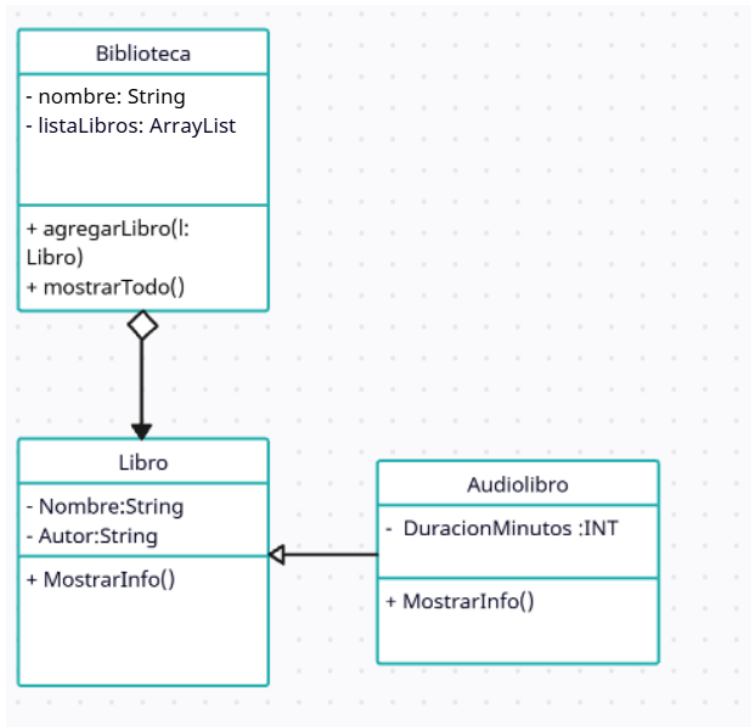 Biblioteca
- nombre: String
- listaLibros: ArrayList
+ agregarLibro(l:
Libro)
+ mostrarTodo()
Libro
- Nombre:String
- Autor:String
+ MostrarInfo()
Audiolibro
- DuracionMinutos :INT
+ MostrarInfo()